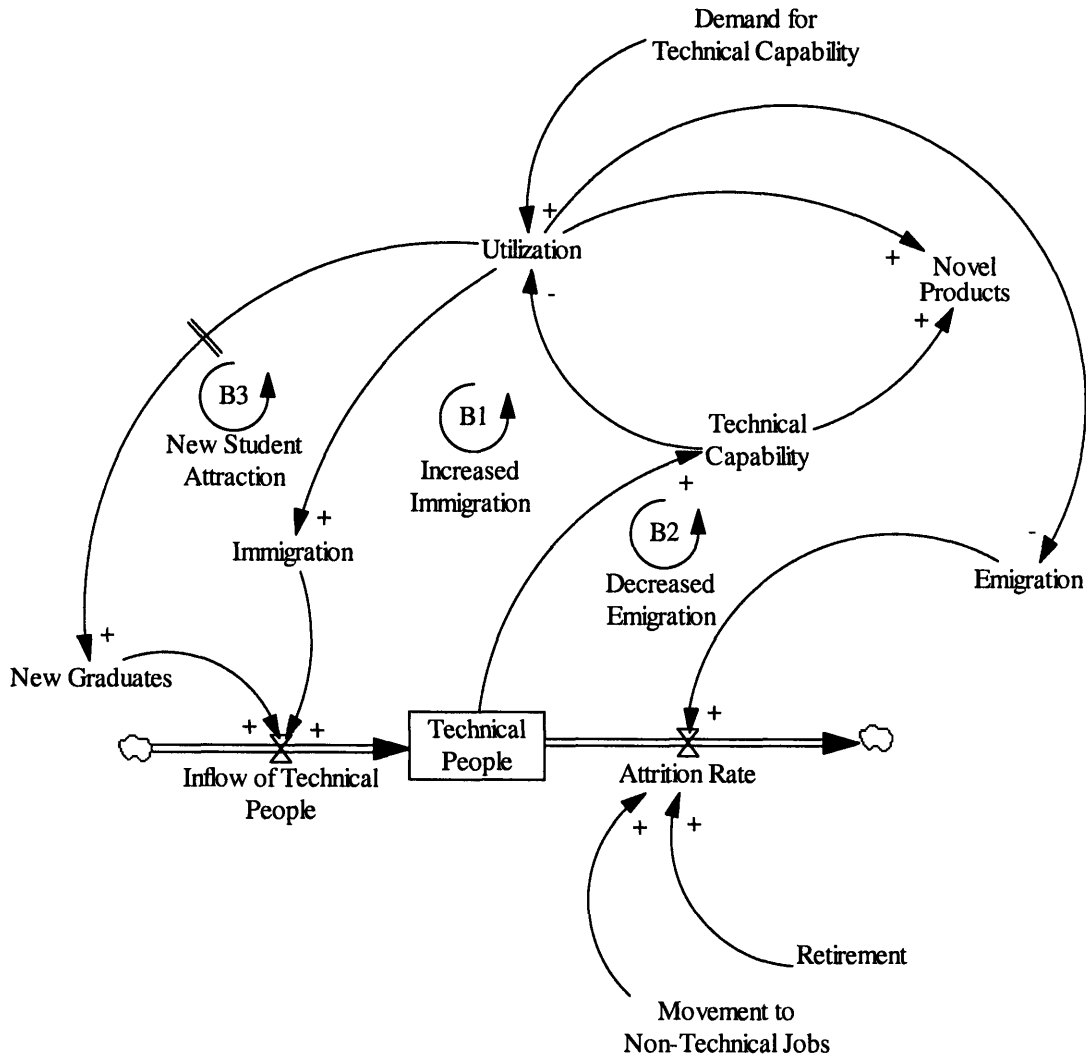 Demand for
Technical Capability
+
Utilization
-
+
Novel
Products
+
B3
New Student
Attraction
B1
Increased
Immigration
Technical
Capability
+
B2
Decreased
Emigration
+
Immigration
-
Emigration
+
New Graduates
+
+
Technical
People
+
Inflow of Technical
People
Attrition Rate
+
+
Retirement
Movement to
Non-Technical Jobs